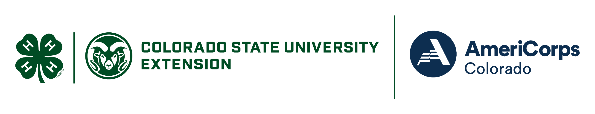 H H H H
COLORADO STATE UNIVERSITY
EXTENSION
AmeriCorps
Colorado